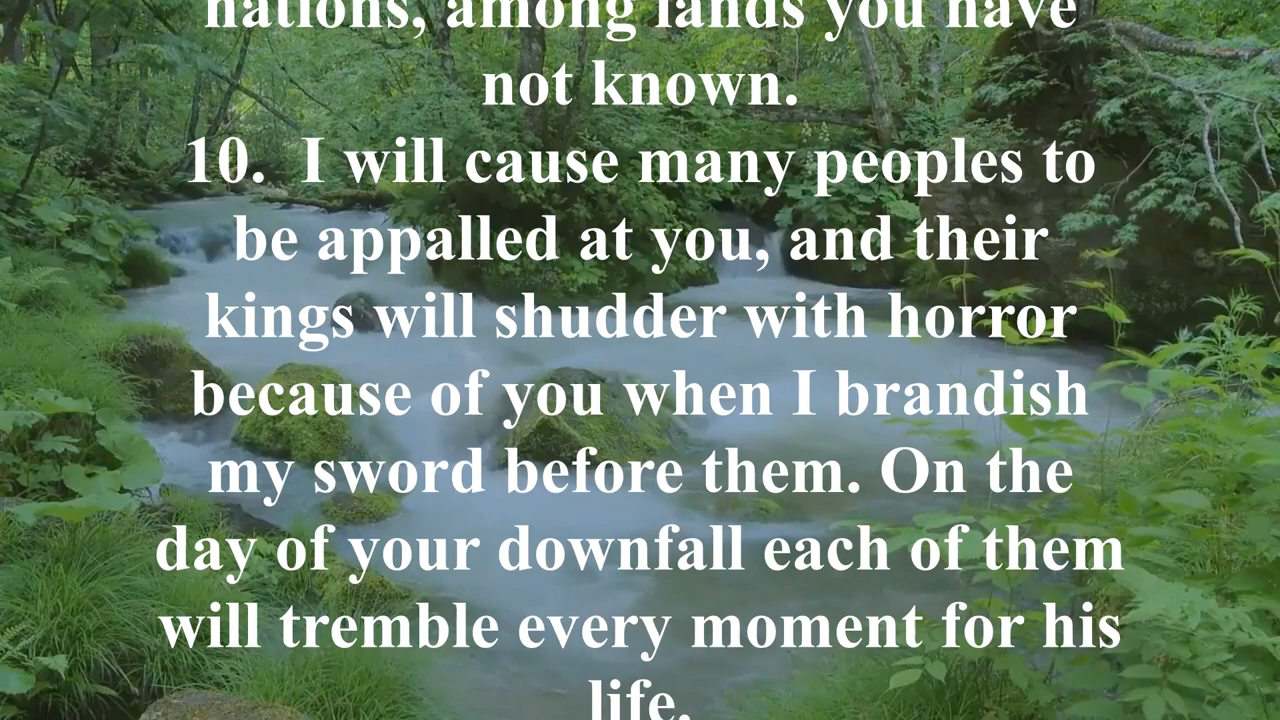 nations, among lands you have
not known.
10.  I will cause many peoples to
be appalled at you, and their
kings will shudder with horror
because of you when I brandish
my sword before them. On the
day of your downfall each of them
will tremble every moment for his
life.